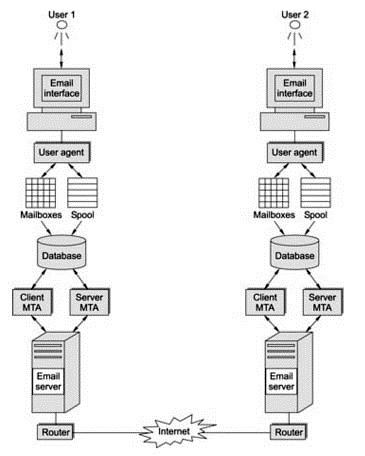 User 1
User 2
Email
interface
Email
interface
User agent
User agent
Mailboxes Spool
Mailboxes Spool
Database
Database
Client
MTA
Server
MTA
Client
MTA
Server
MTA
Email
server
Email
server
Router
Internet
Router